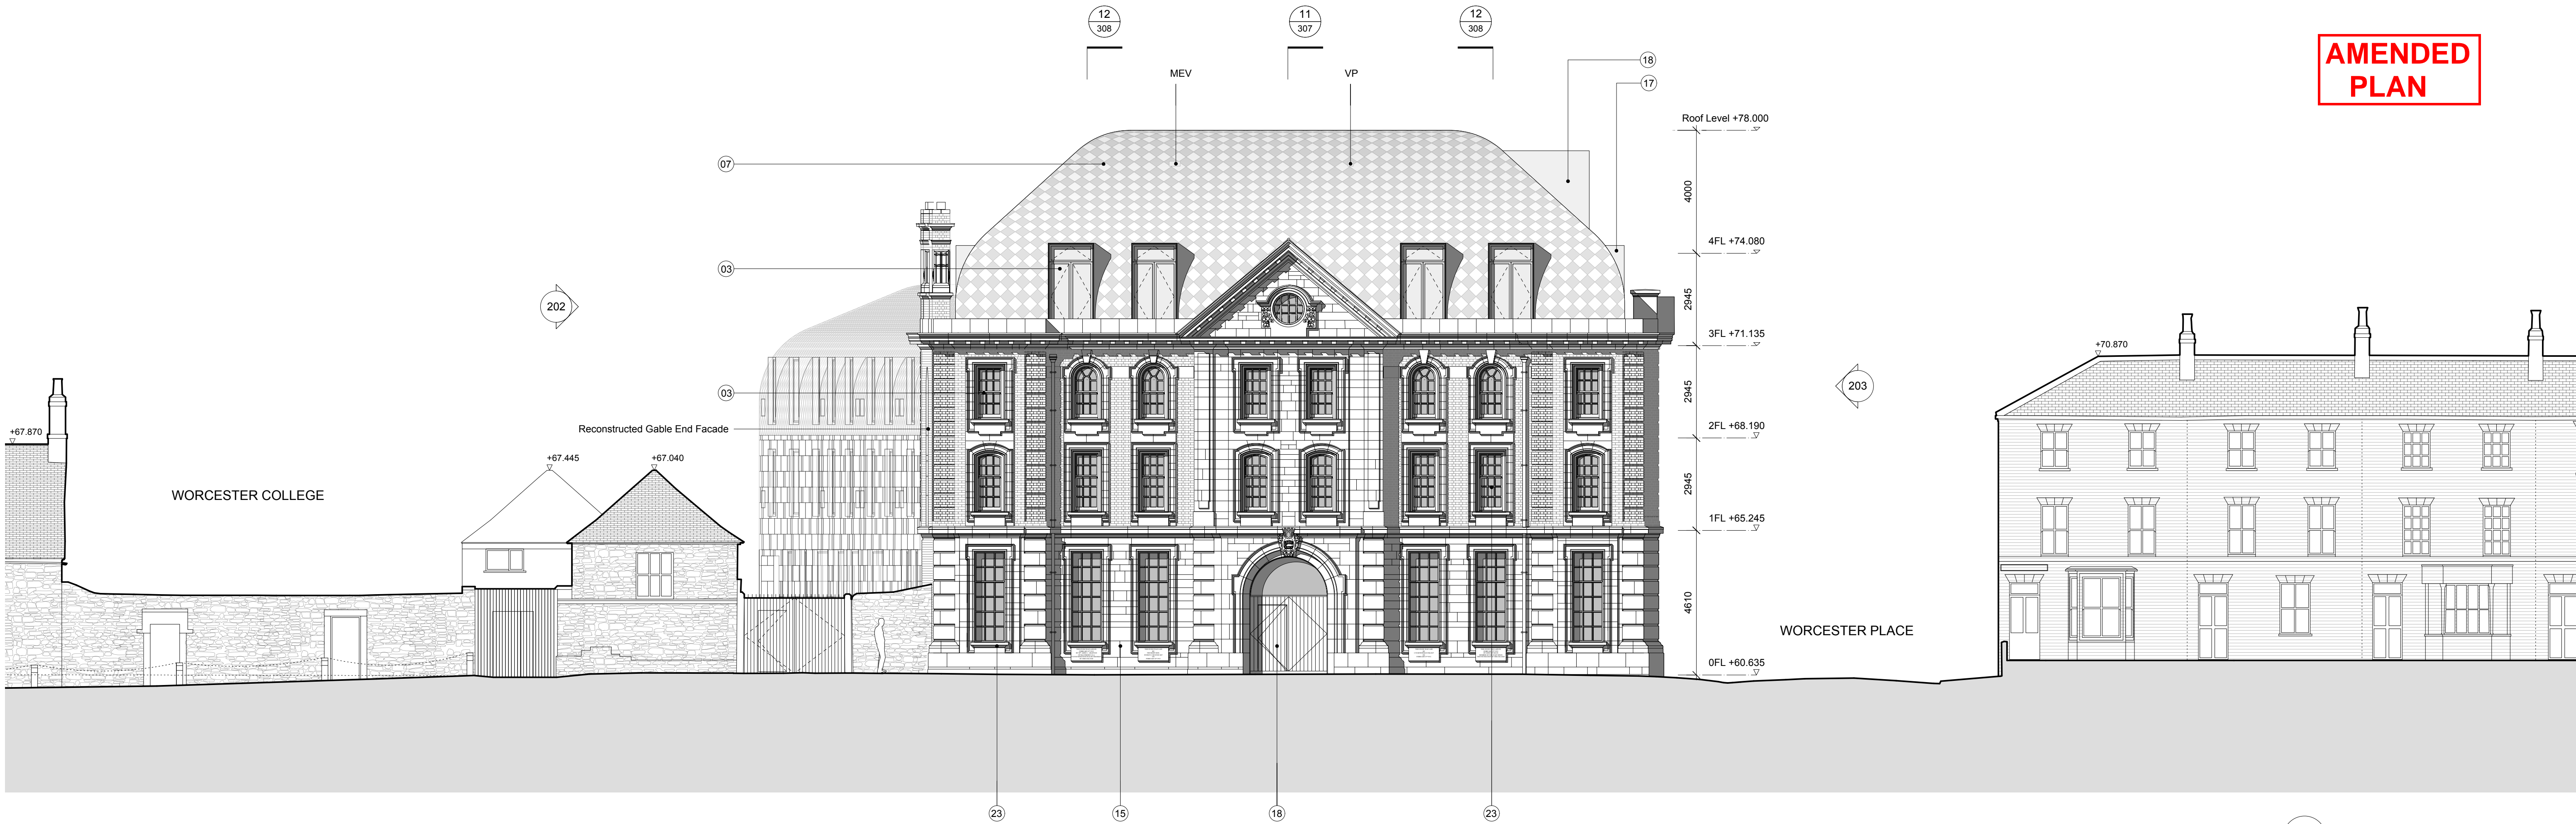 12
308
11
307
12
308
AMENDED
PLAN
MEV
VP
18
17
Roof Level +78.000
07
4000
4FL +74.080
03
202
2945
3FL +71.135
+70.870
203
03
2945
Reconstructed Gable End Facade
+67.870
2FL +68.190
+67.445
+67.040
WORCESTER COLLEGE
2945
1FL +65.245
4610
WORCESTER PLACE
0FL +60.635
23
15
18
23